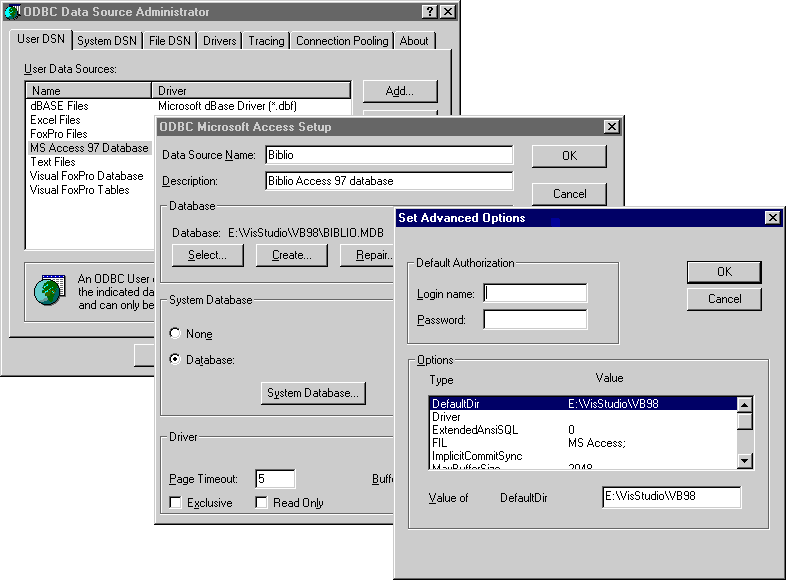 ODBC Data Source Administrator
User DSN System DSN File DSN Drivers Tracing Connection Pooling About
User Data Sources:
Name Driver
dBASE Files Microsoft dBase Driver (*.dbf)
Excel Files
FoxPro Files
MS Access 97 Database
Text Files
Visual FoxPro Database
Visual FoxPro Tables
Add...
An ODBC User
the indicated da
and can only be
ODBC Microsoft Access Setup
Data Source Name: Biblio
Description: Biblio Access 97 database
OK
Cancel
Database
Database: E:\VisStudio\VB98\BIBLIO.MDB
Select... Create... Repair..
System Database
None
Database:
System Database...
Driver
Page Timeout: 5 Buffe
Exclusive Read Only
Set Advanced Options
Default Authorization
Login name:
Password:
OK
Cancel
Options
Type Value
DefaultDir E:\VisStudio\VB98
Driver
ExtendedAnsiSQL 0
FIL MS Access;
ImplicitCommitSync
MaxBufferSize 2048
Value of DefaultDir E:\VisStudio\VB98